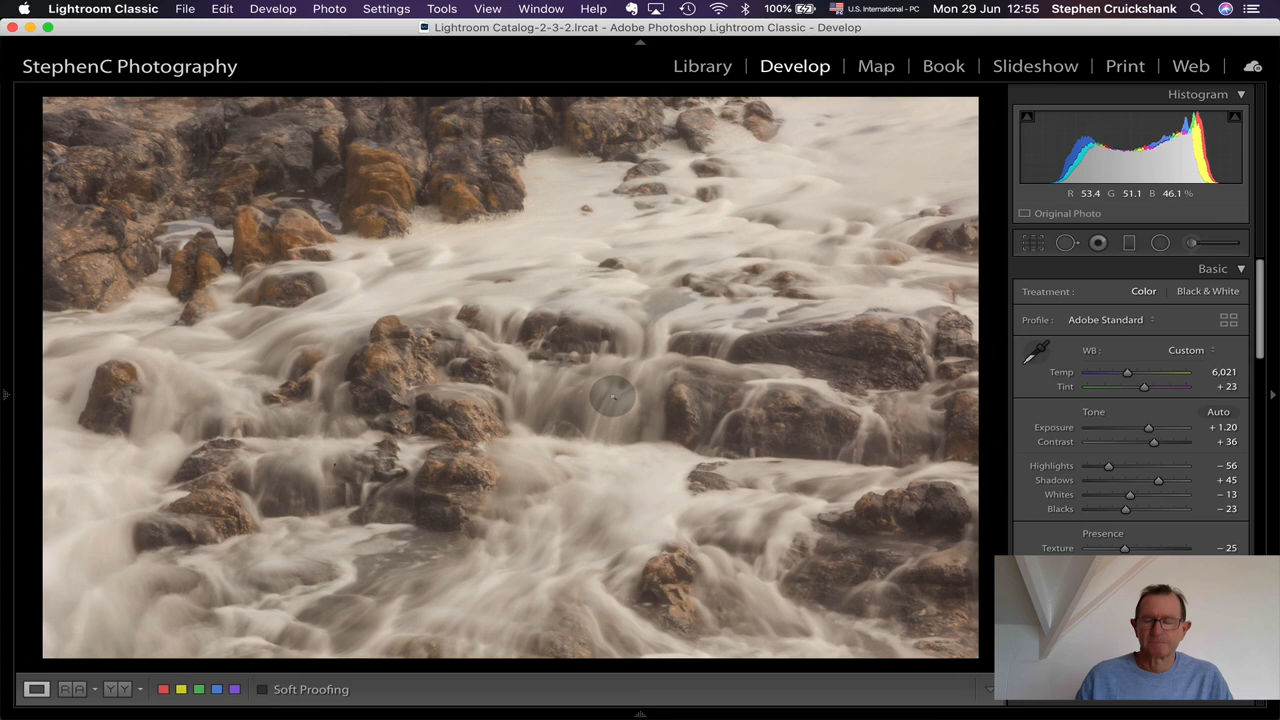 Lightroom Classic File Edit Develop Photo Settings Tools View Window Help 100% U.S. International - PC Mon 29 Jun 12:55 Stephen Cruickshank
Lightroom Catalog-2-3-2.lrcat - Adobe Photoshop Lightroom Classic - Develop
StephenC Photography
Library | Develop | Map | Book | Slideshow | Print | Web |
Histogram
R 53.4 G 51.1 B 46.1 %
Original Photo
Basic
Treatment : Color | Black & White
Profile : Adobe Standard
WB : Custom
Temp 6,021
Tint + 23
Tone Auto
Exposure + 1.20
Contrast + 36
Highlights − 56
Shadows + 45
Whites − 13
Blacks − 23
Presence
Texture − 25
R A Y Y Soft Proofing